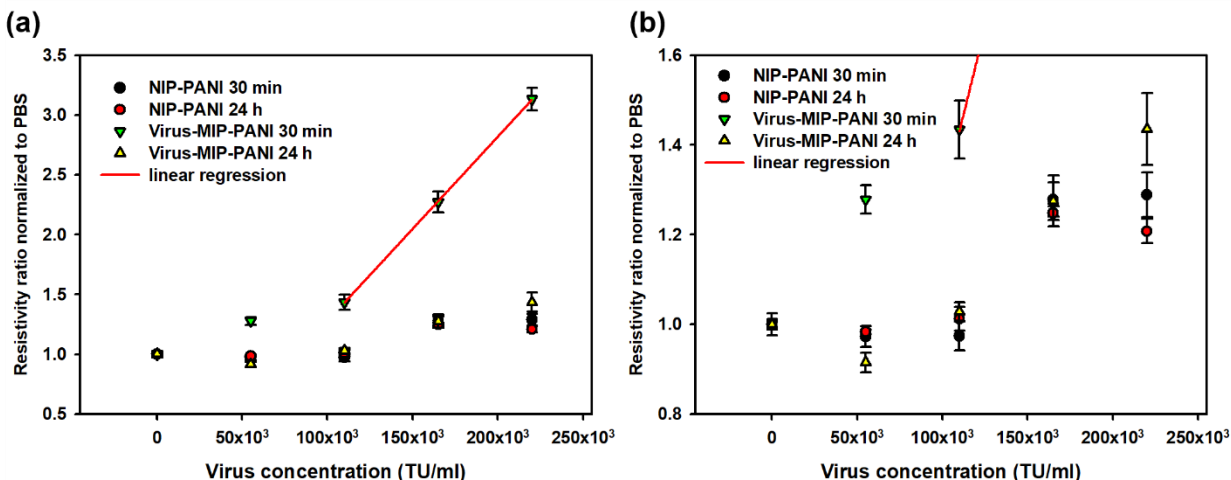 (a)
Resistivity ratio normalized to PBS
3.5
3.0
2.5
2.0
1.5
1.0
0.5
NIP-PANI 30 min
NIP-PANI 24 h
Virus-MIP-PANI 30 min
Virus-MIP-PANI 24 h
linear regression
0 50x10³ 100x10³ 150x10³ 200x10³ 250x10³
Virus concentration (TU/ml)
(b)
Resistivity ratio normalized to PBS
1.6
1.4
1.2
1.0
0.8
NIP-PANI 30 min
NIP-PANI 24 h
Virus-MIP-PANI 30 min
Virus-MIP-PANI 24 h
linear regression
0 50x10³ 100x10³ 150x10³ 200x10³ 250x10³
Virus concentration (TU/ml)